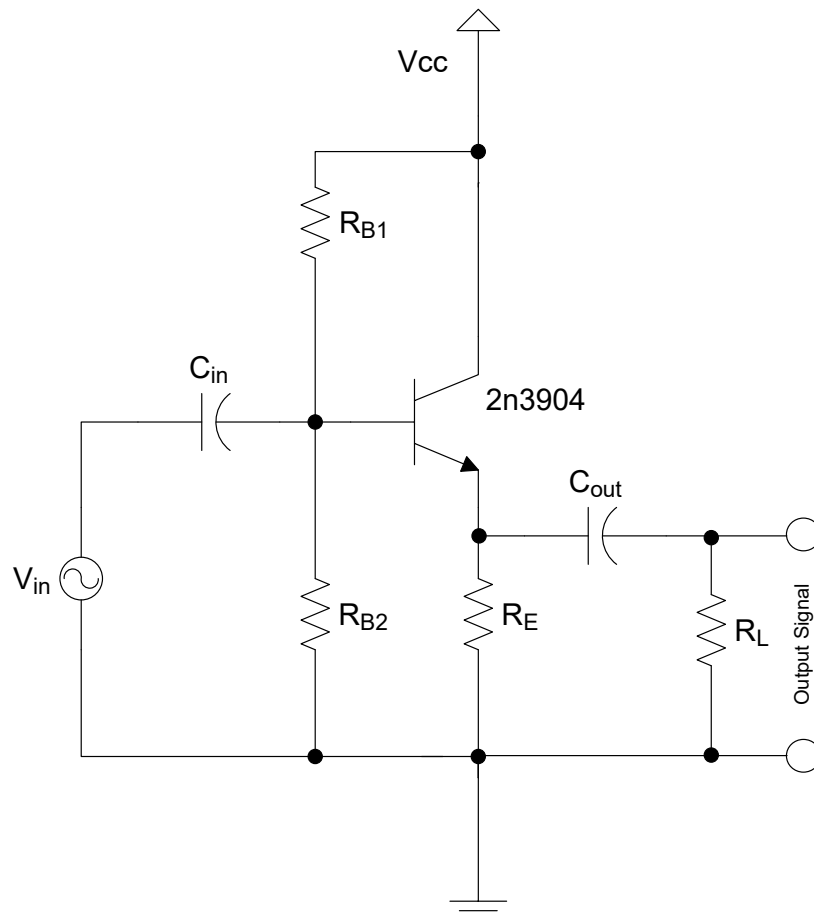 Vcc
RB1
Cin
2n3904
Cout
Vin
RB2
RE
RL
Output Signal